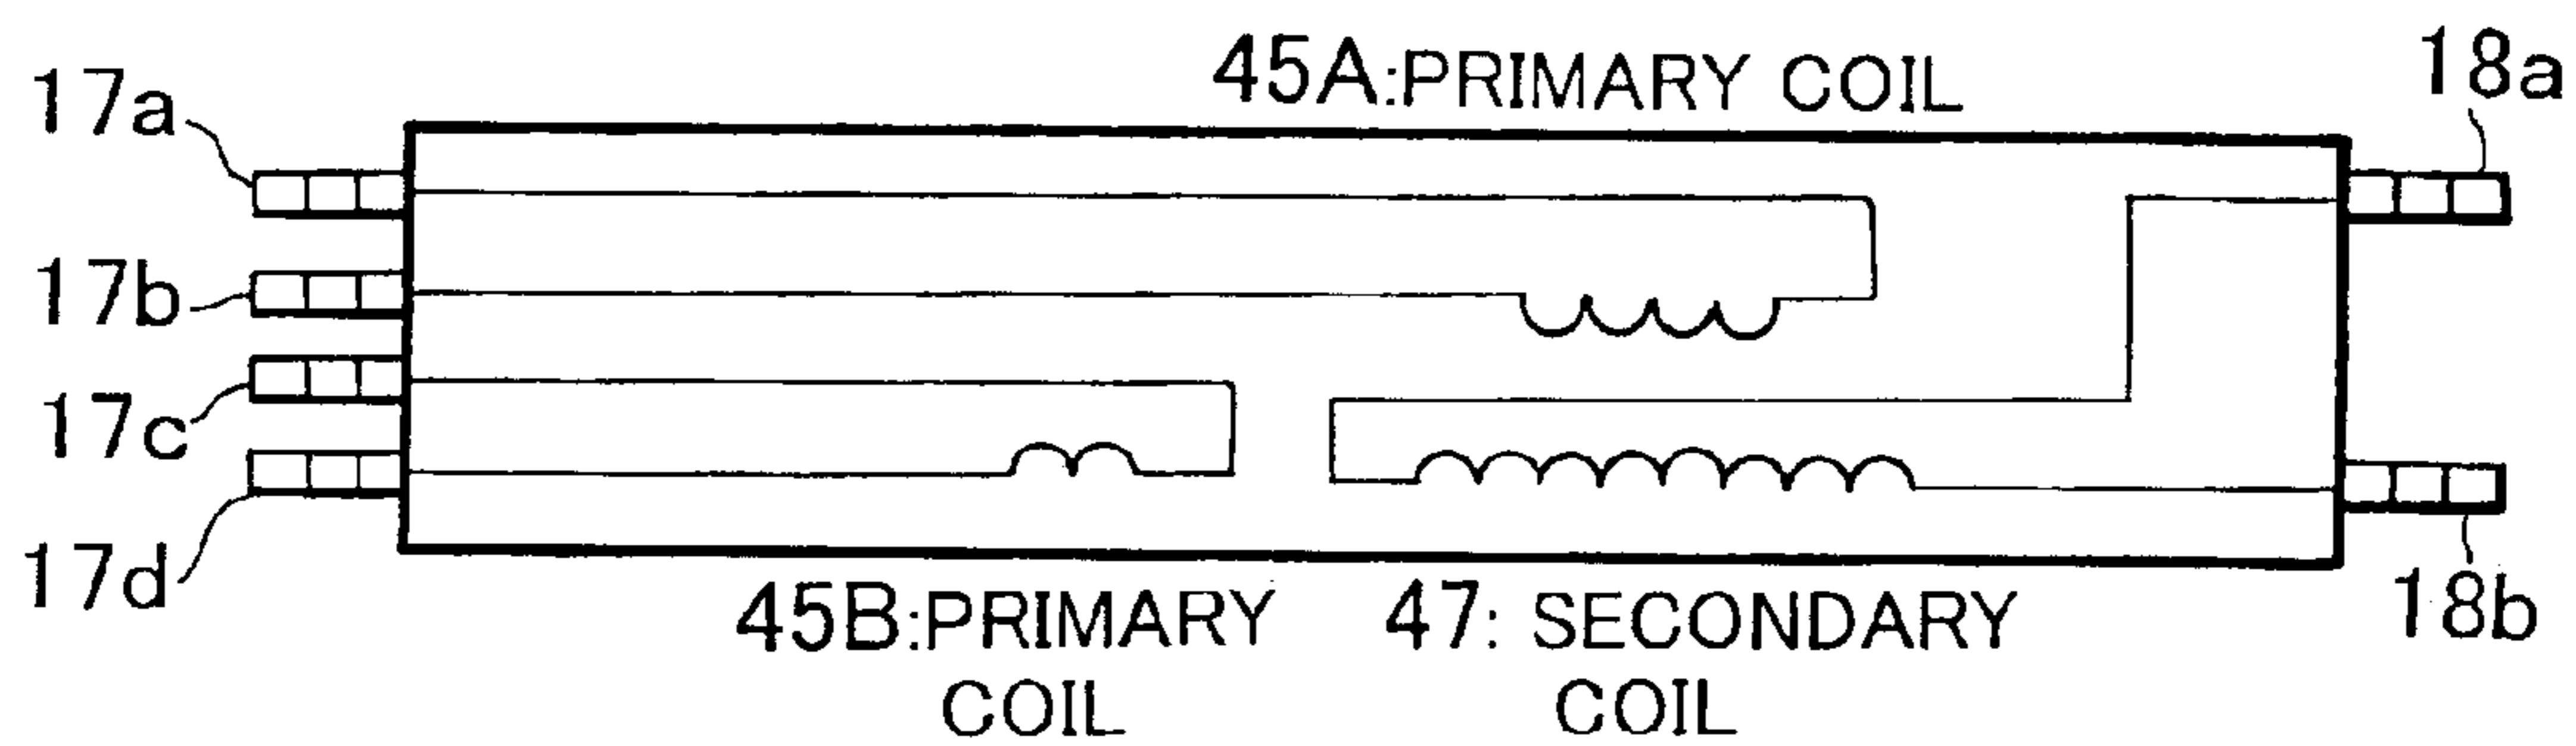 45A:PRIMARY COIL
18a
17a
17b
17c
17d
45B:PRIMARY
COIL
47: SECONDARY
COIL
18b